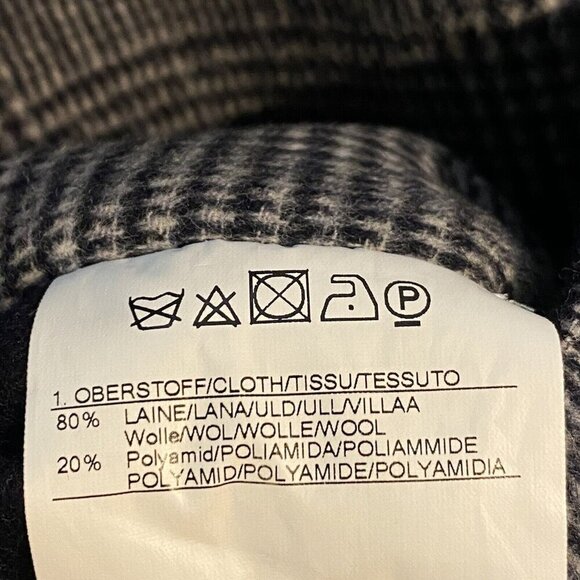 P
1. OBERSTOFF/CLOTH/TISSU/TESSUTO
80% LAINE/LANA/ULD/ULL/VILLAA
Wolle/WOL/WOLLE/WOOL
20% Polyamid/POLIAMIDA/POLIAMMIDE
POLYAMID/POLYAMIDE/POLYAMIDIA